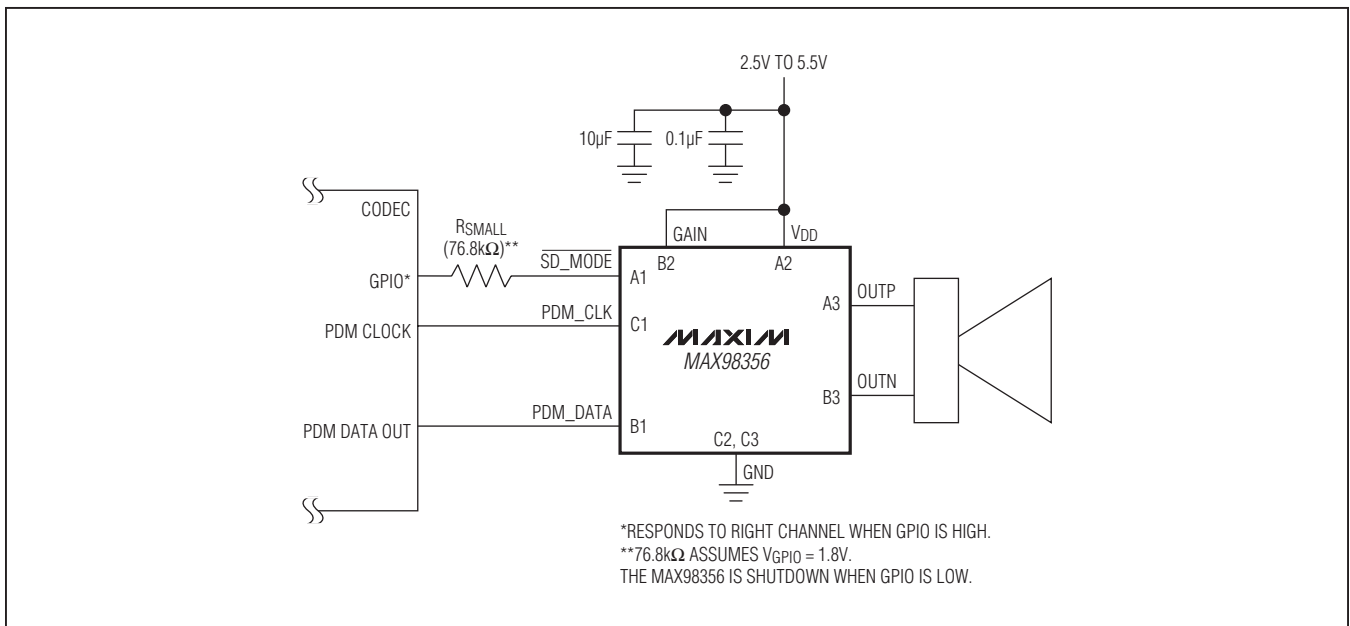 2.5V TO 5.5V
10µF
0.1µF
CODEC
RSMALL
(76.8kΩ)**
SD_MODE
GAIN
VDD
B2
A2
GPIO*
A1
A3
OUTP
PDM CLOCK
PDM_CLK
C1
MAXIM
MAX98356
PDM DATA OUT
PDM_DATA
B1
B3
OUTN
C2, C3
GND
*RESPONDS TO RIGHT CHANNEL WHEN GPIO IS HIGH.
**76.8kΩ ASSUMES VGPIO = 1.8V.
THE MAX98356 IS SHUTDOWN WHEN GPIO IS LOW.